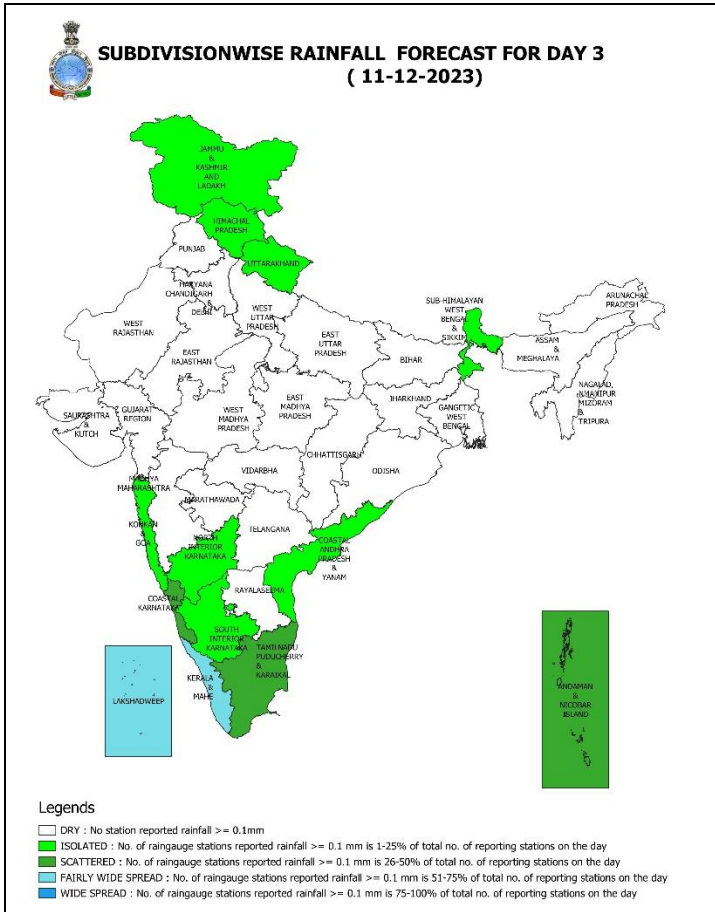 SUBDIVISIONWISE RAINFALL FORECAST FOR DAY 3
( 11-12-2023)
JAMMU
&
KASHMIR
AND
LADAKH
HIMACHAL
PRADESH
PUNJAB
UTTARAKHAND
HARYANA
CHANDIGARH
&
DELHI
WEST
RAJASTHAN
WEST
UTTAR
PRADESH
EAST
UTTAR
PRADESH
EAST
RAJASTHAN
SUB-HIMALAYAN
WEST
BENGAL
&
SIKKIM
ARUNACHAL
PRADESH
ASSAM
&
MEGHALAYA
NAGALAD,
MANIPUR
MIZORAM
&
TRIPURA
BIHAR
JHARKHAND
GANGETIC
WEST
BENGAL
SAURASHTRA
&
KUTCH
GUJARAT
REGION
WEST
MADHYA
PRADESH
EAST
MADHYA
PRADESH
CHHATTISGARH
ODISHA
VIDARBHA
MADHYA
MAHARASHTRA
MARATHAWADA
KONKAN
&
GOA
TELANGANA
NORTH
INTERIOR
KARNATAKA
COASTAL
ANDHRA
PRADESH
&
YANAM
RAYALASEEMA
COASTAL
KARNATAKA
SOUTH
INTERIOR
KARNATAKA
TAMILNADU
PUDUCHERRY
&
KARAIKAL
KERALA
&
MAHE
LAKSHADWEEP
ANDAMAN
&
NICOBAR
ISLAND
Legends
DRY : No station reported rainfall >= 0.1mm
ISOLATED : No. of raingauge stations reported rainfall >= 0.1 mm is 1-25% of total no. of reporting stations on the day
SCATTERED : No. of raingauge stations reported rainfall >= 0.1 mm is 26-50% of total no. of reporting stations on the day
FAIRLY WIDE SPREAD : No. of raingauge stations reported rainfall >= 0.1 mm is 51-75% of total no. of reporting stations on the day
WIDE SPREAD : No. of raingauge stations reported rainfall >= 0.1 mm is 75-100% of total no. of reporting stations on the day